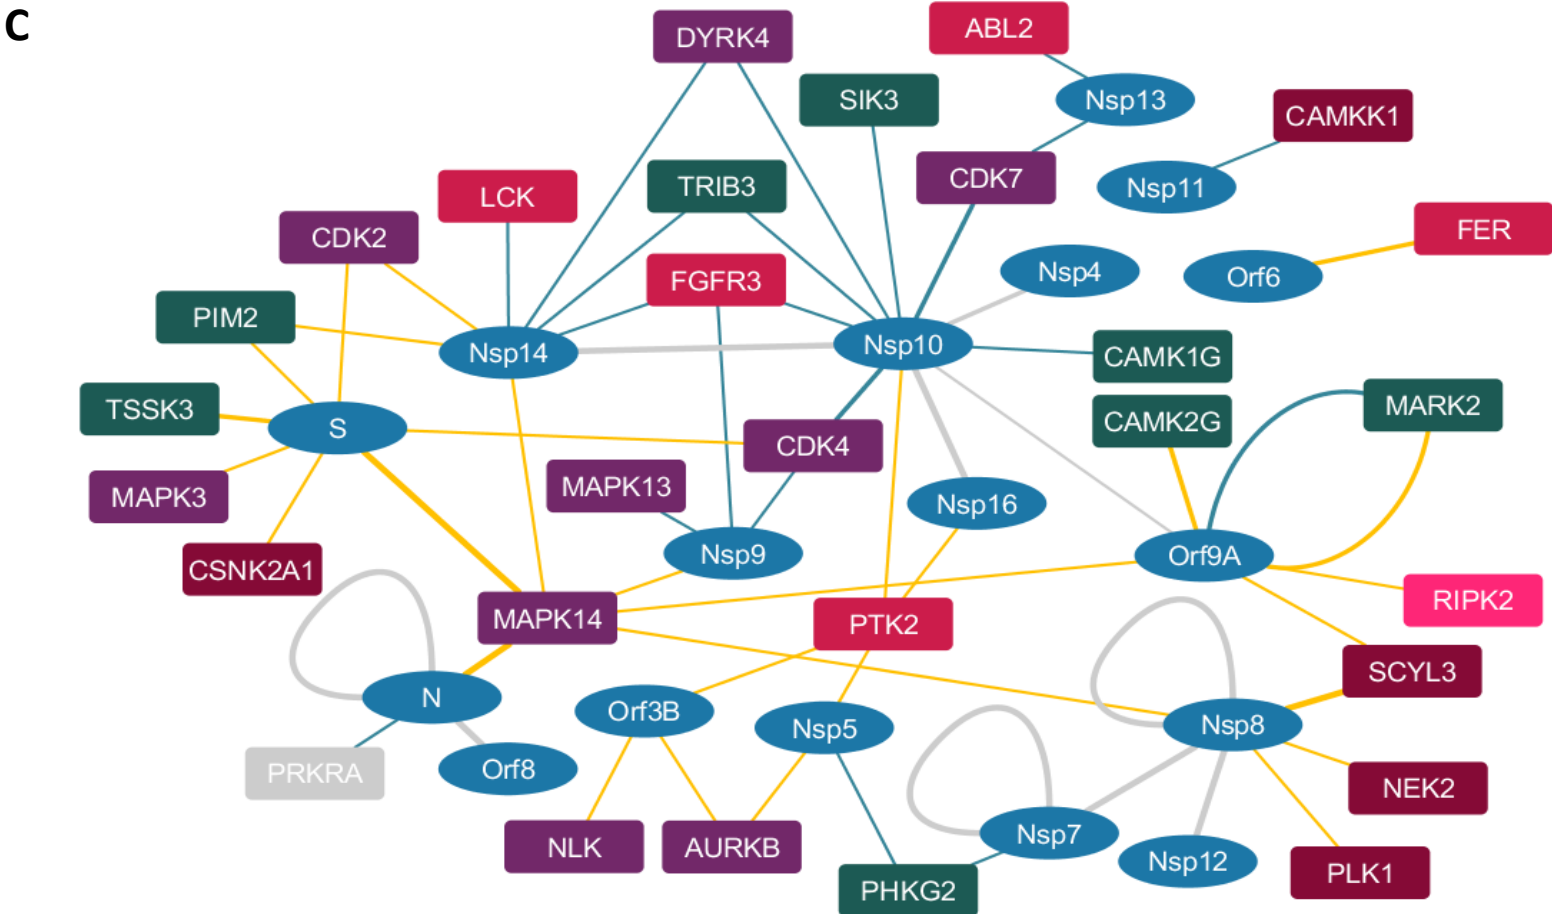 C
DYRK4
ABL2
SIK3
Nsp13
CAMKK1
LCK
TRIB3
CDK7
Nsp11
CDK2
FGFR3
Nsp4
Orf6
FER
PIM2
Nsp14
Nsp10
CAMK1G
TSSK3
S
CDK4
CAMK2G
MARK2
MAPK3
MAPK13
Nsp16
CSNK2A1
Nsp9
Orf9A
MAPK14
PTK2
RIPK2
N
Orf3B
Nsp5
Nsp8
SCYL3
PRKRA
Orf8
NEK2
NLK
AURKB
Nsp7
Nsp12
PLK1
PHKG2